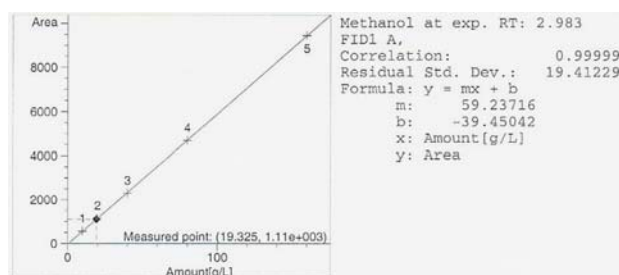 Area
8000
6000
4000
2000
0
1
2
3
4
5
Measured point: (19.325, 1.11e+003)
0
100
Amount[g/L]
Methanol at exp. RT: 2.983
FID1 A,
Correlation: 0.99999
Residual Std. Dev.: 19.41229
Formula: y = mx + b
m: 59.23716
b: -39.45042
x: Amount[g/L]
y: Area